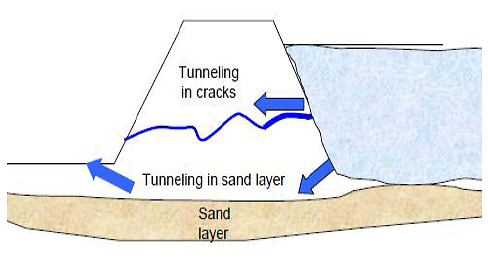 Tunneling
in cracks
Tunneling in sand layer
Sand
layer